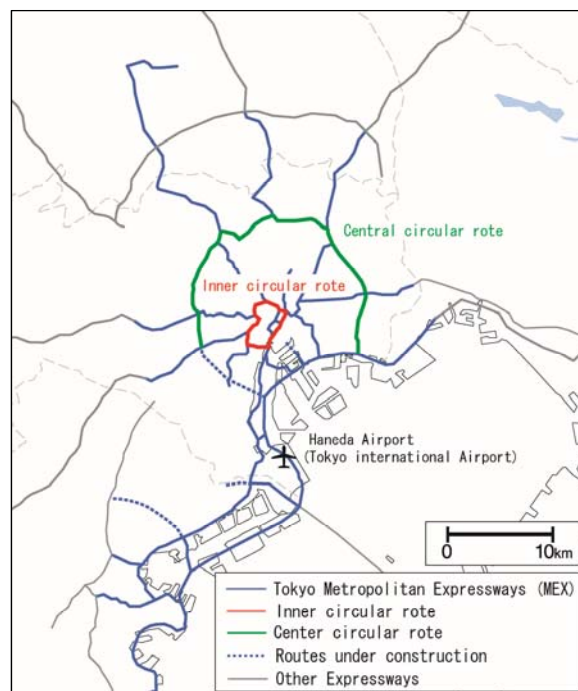 Central circular rote
Inner circular rote
Haneda Airport
(Tokyo international Airport)
0 10km
Tokyo Metropolitan Expressways (MEX)
Inner circular rote
Center circular rote
Routes under construction
Other Expressways